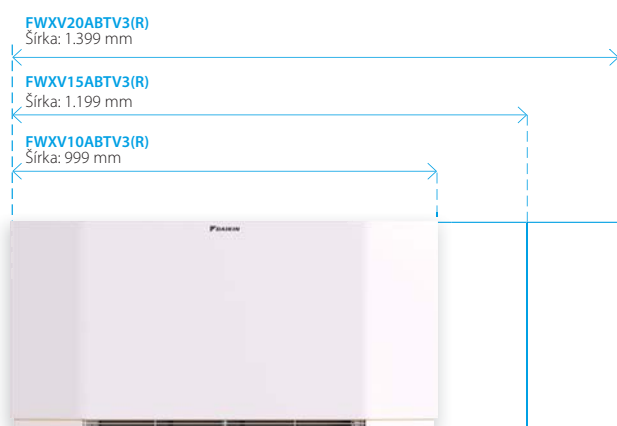 FWXV20ABTV3(R)
Šírka: 1.399 mm
FWXV15ABTV3(R)
Šírka: 1.199 mm
FWXV10ABTV3(R)
Šírka: 999 mm
DAIKIN